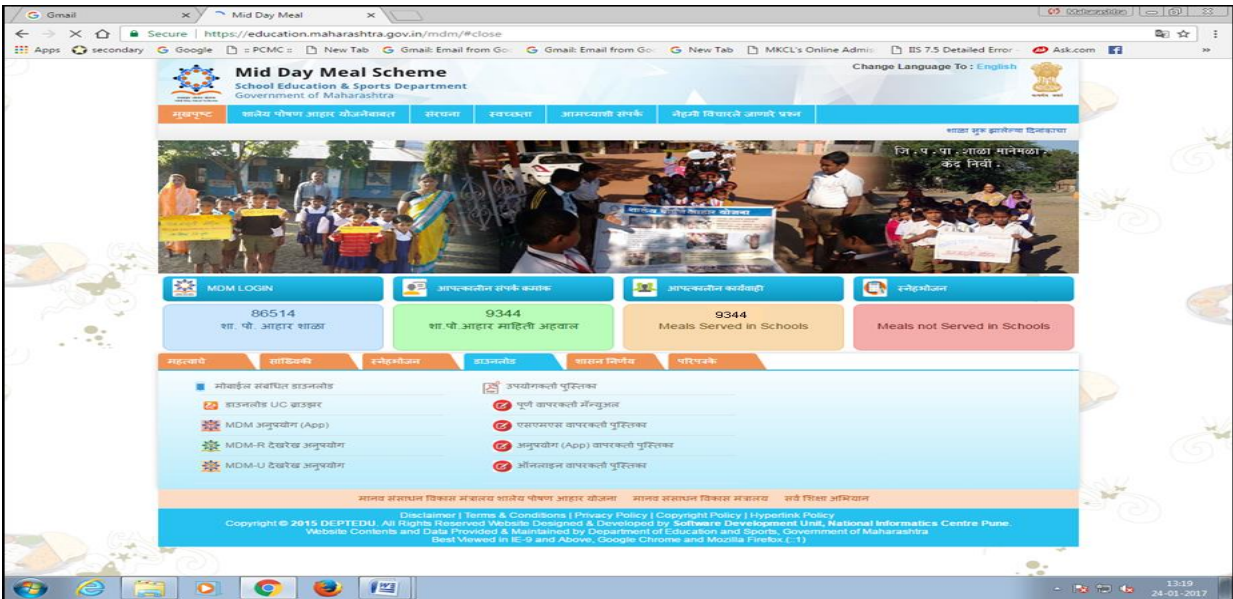 Gmail
Mid Day Meal
Secure | https://education.maharashtra.gov.in/mdm/#close
Apps secondary Google :: PCMC :: New Tab Gmail: Email from Go Gmail: Email from Go New Tab MKCL's Online Admis IIS 7.5 Detailed Error - Ask.com »
Mid Day Meal Scheme
School Education & Sports Department
Government of Maharashtra
Change Language To : English
मुखपृष्ट शालेय पोषण आहार योजनेबाबत संरचना स्वच्छता आमच्याशी संपर्क नेहमी विचारले जाणारे प्रश्न
शाळा सुरु झालेल्या दिनांकाचा
जि . प . पा . शाळा मानेमळा .
केंद्र निर्वी .
MDM LOGIN
आपत्कालीन संपर्क क्रमांक
आपत्कालीन कार्यवाही
स्नेहभोजन
86514
शा. पो. आहार शाळा
9344
शा.पो.आहार माहिती अहवाल
9344
Meals Served in Schools
Meals not Served in Schools
महत्वाचे सांख्यिकी स्नेहभोजन डाउनलोड शासन निर्णय परिपत्रके
मोबाईल संबंधित डाउनलोड
डाउनलोड UC ब्राउझर
MDM अनुप्रयोग (App)
MDM-R देखरेख अनुप्रयोग
MDM-U देखरेख अनुप्रयोग
उपयोगकर्ता पुस्तिका
पूर्ण वापरकर्ता मॅन्युअल
एसएमएस वापरकर्ता पुस्तिका
अनुप्रयोग (App) वापरकर्ता पुस्तिका
ऑनलाइन वापरकर्ता पुस्तिका
मानव संसाधन विकास मंत्रालय शालेय पोषण आहार योजना मानव संसाधन विकास मंत्रालय सर्व शिक्षा अभियान
Disclaimer | Terms & Conditions | Privacy Policy | Copyright Policy | Hyperlink Policy
Copyright © 2015 DEPTEDU, All Rights Reserved Website Designed & Developed by Software Development Unit, National Informatics Centre Pune.
Website Contents and Data Provided & Maintained by Department of Education and Sports, Government of Maharashtra
Best Viewed in IE-9 and Above, Google Chrome and Mozilla Firefox.(::1)
13:19
24-01-2017